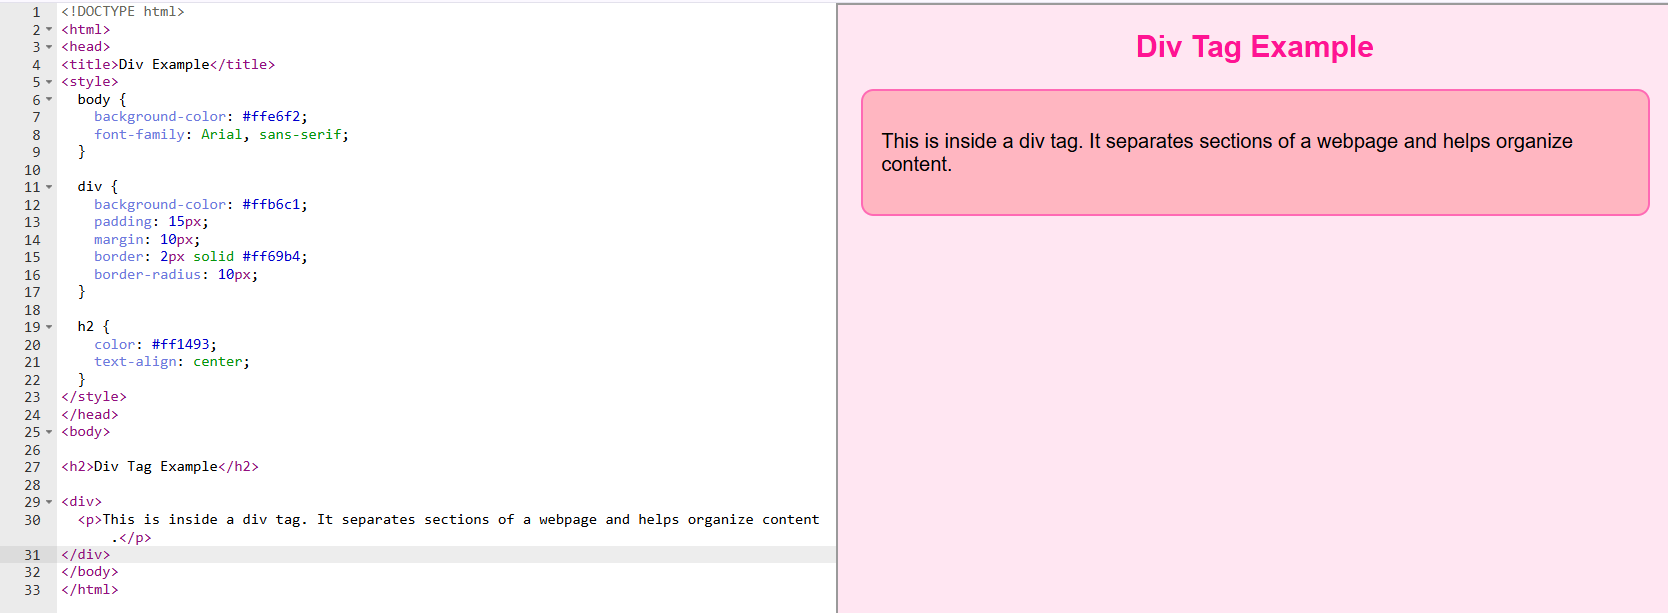 1 <!DOCTYPE html>
2 <html>
3 <head>
4 <title>Div Example</title>
5 <style>
6   body {
7     background-color: #ffe6f2;
8     font-family: Arial, sans-serif;
9   }
10
11   div {
12     background-color: #ffb6c1;
13     padding: 15px;
14     margin: 10px;
15     border: 2px solid #ff69b4;
16     border-radius: 10px;
17   }
18
19   h2 {
20     color: #ff1493;
21     text-align: center;
22   }
23 </style>
24 </head>
25 <body>
26
27 <h2>Div Tag Example</h2>
28
29 <div>
30   <p>This is inside a div tag. It separates sections of a webpage and helps organize content
.</p>
31 </div>
32 </body>
33 </html>
Div Tag Example
This is inside a div tag. It separates sections of a webpage and helps organize
content.